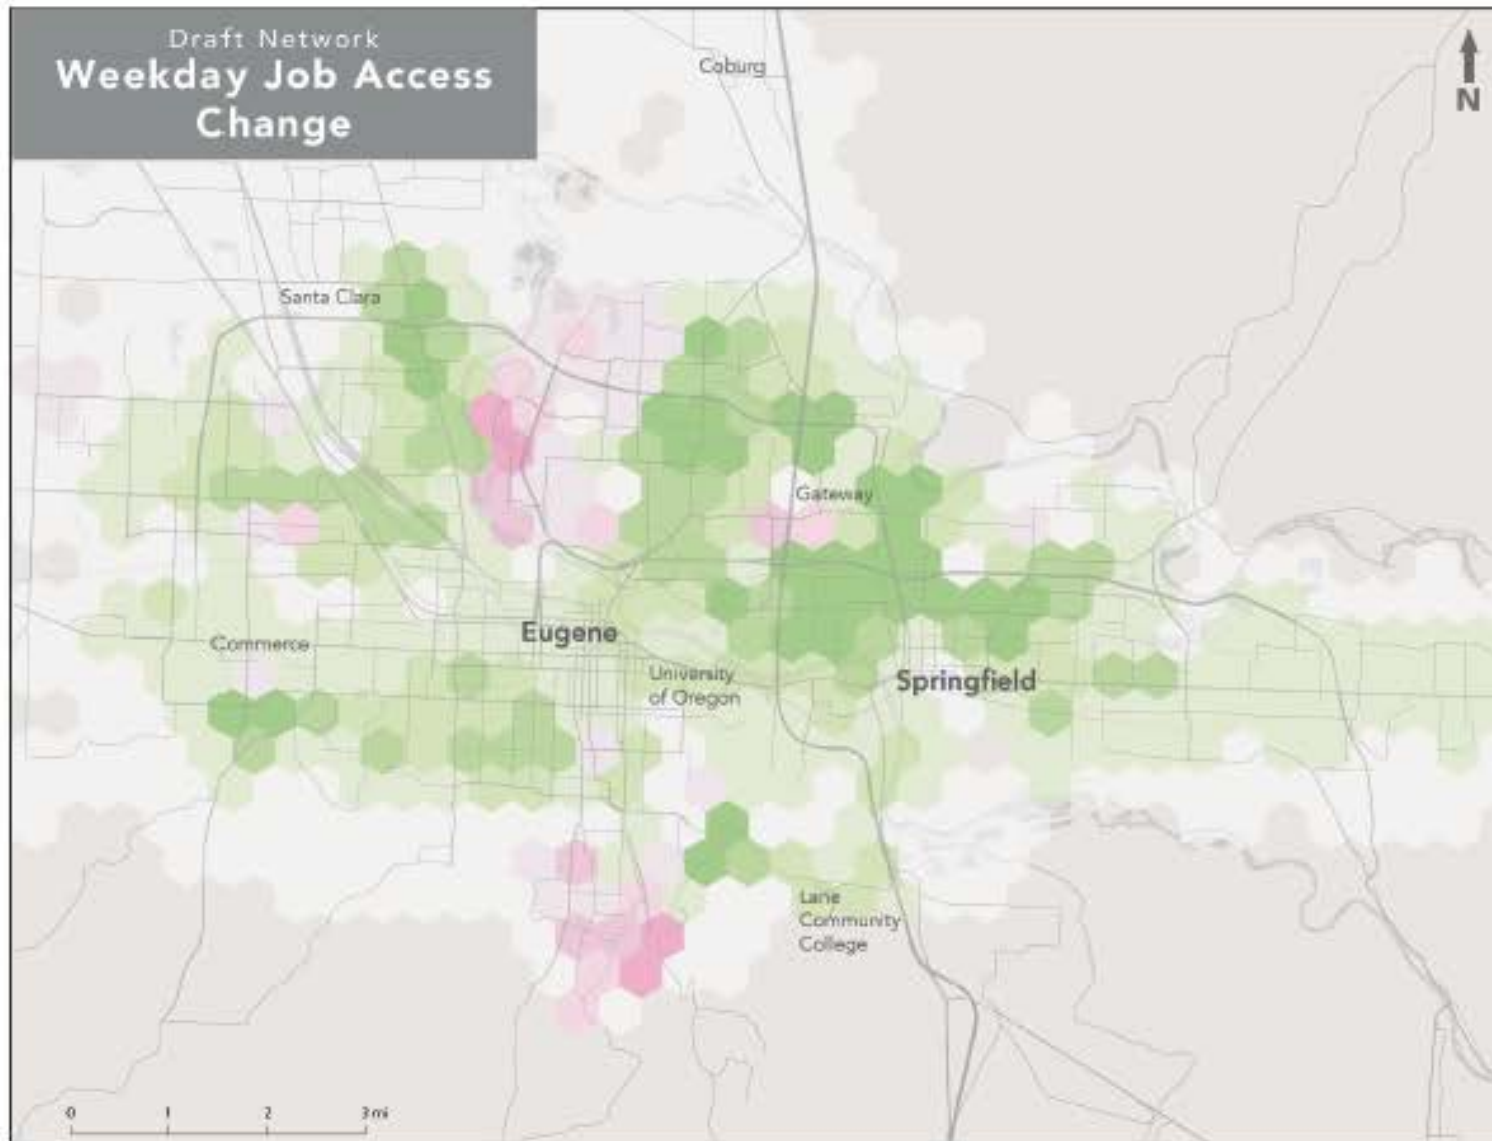 Draft Network
Weekday Job Access
Change
Coburg
N
Santa Clara
Gateway
Eugene
Commerce
University
of Oregon
Springfield
Lane
Community
College
0 1 2 3 mi